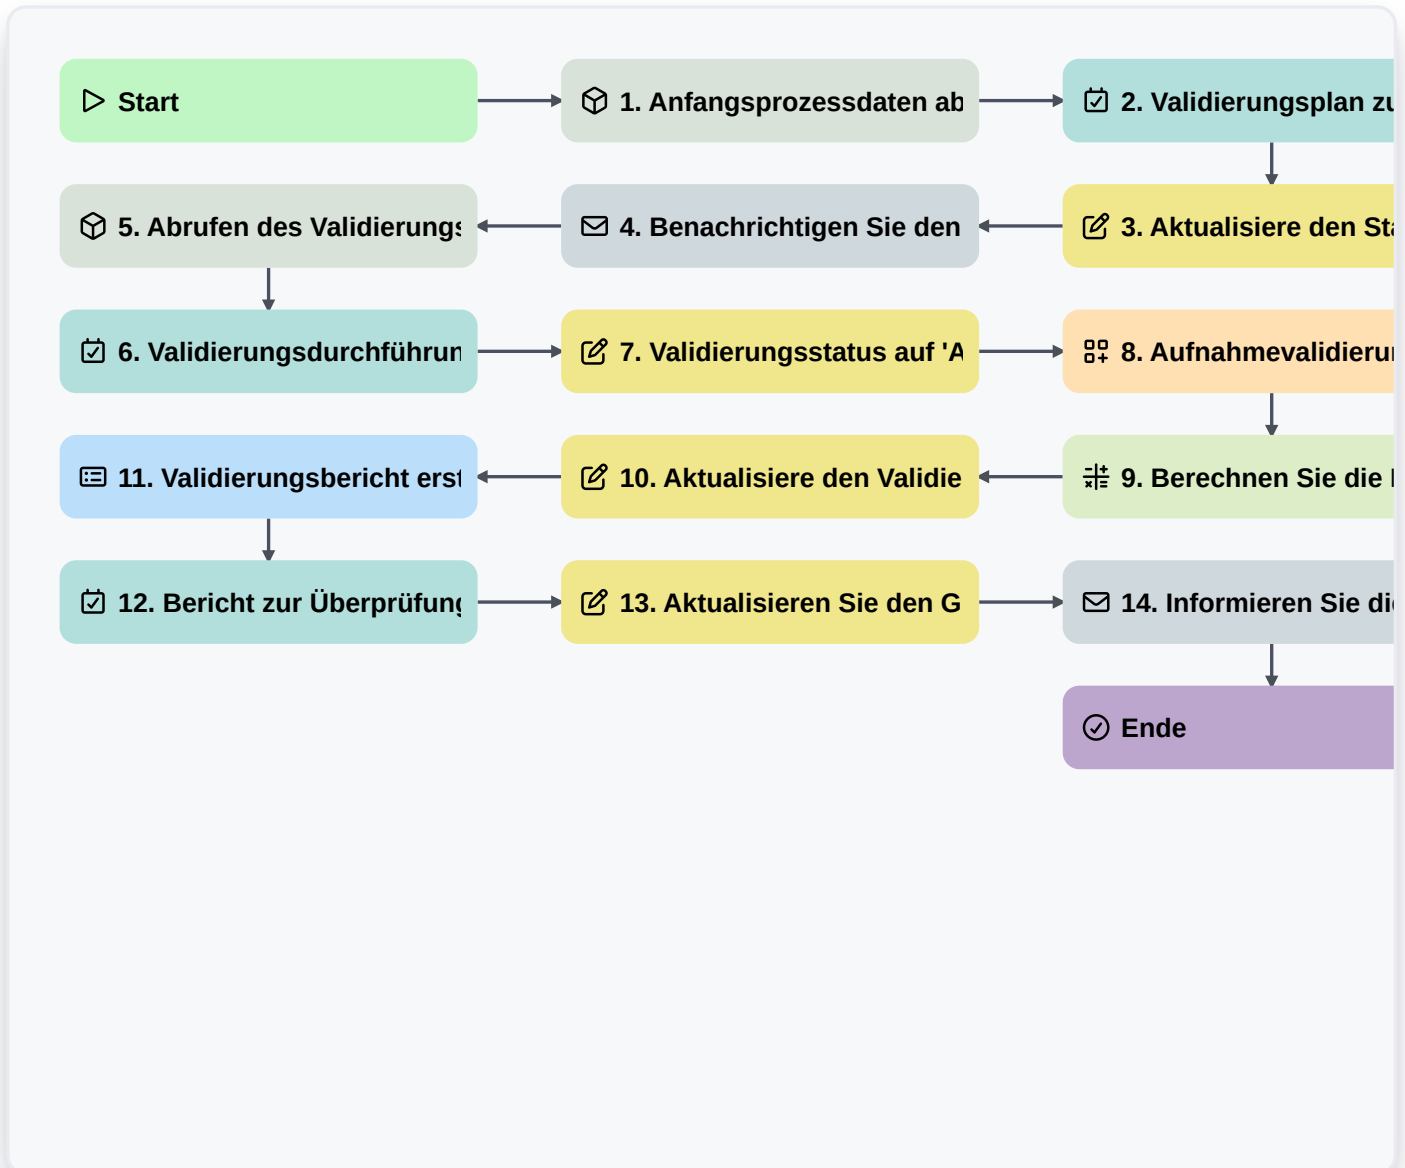 Start
1. Anfangsprozessdaten ab
2. Validierungsplan zu
5. Abrufen des Validierungs
4. Benachrichtigen Sie den
3. Aktualisiere den Sta
6. Validierungsdurchführun
7. Validierungsstatus auf 'A
8. Aufnahmevalidierun
11. Validierungsbericht erst
10. Aktualisiere den Validie
9. Berechnen Sie die
12. Bericht zur Überprüfung
13. Aktualisieren Sie den G
14. Informieren Sie die
Ende